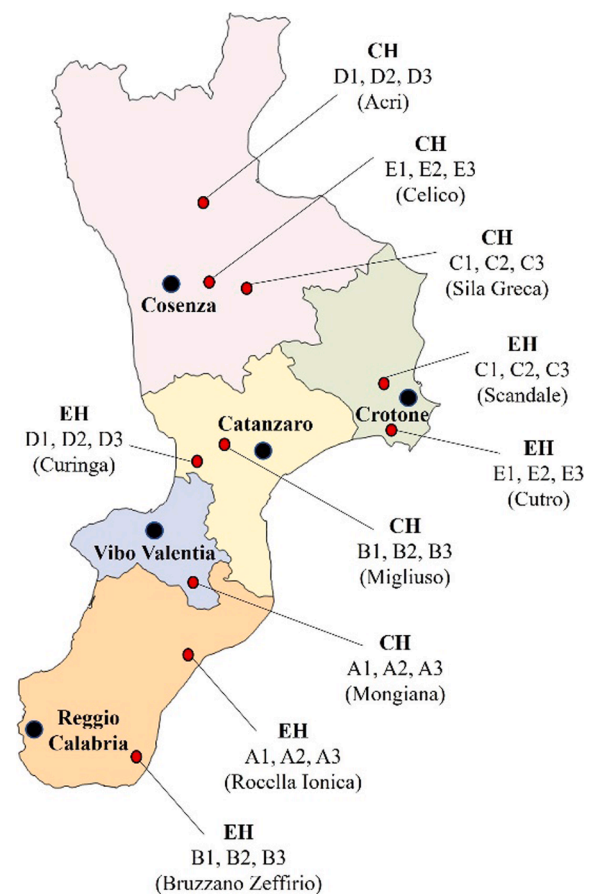 CH
D1, D2, D3
(Acri)
CH
E1, E2, E3
(Celico)
CH
C1, C2, C3
(Sila Greca)
Cosenza
EH
C1, C2, C3
(Scandale)
Crotone
EH
D1, D2, D3
(Curinga)
Catanzaro
EH
E1, E2, E3
(Cutro)
CH
B1, B2, B3
(Migliuso)
Vibo Valentia
CH
A1, A2, A3
(Mongiana)
Reggio
Calabria
EH
A1, A2, A3
(Roccella Ionica)
EH
B1, B2, B3
(Bruzzano Zeffirio)